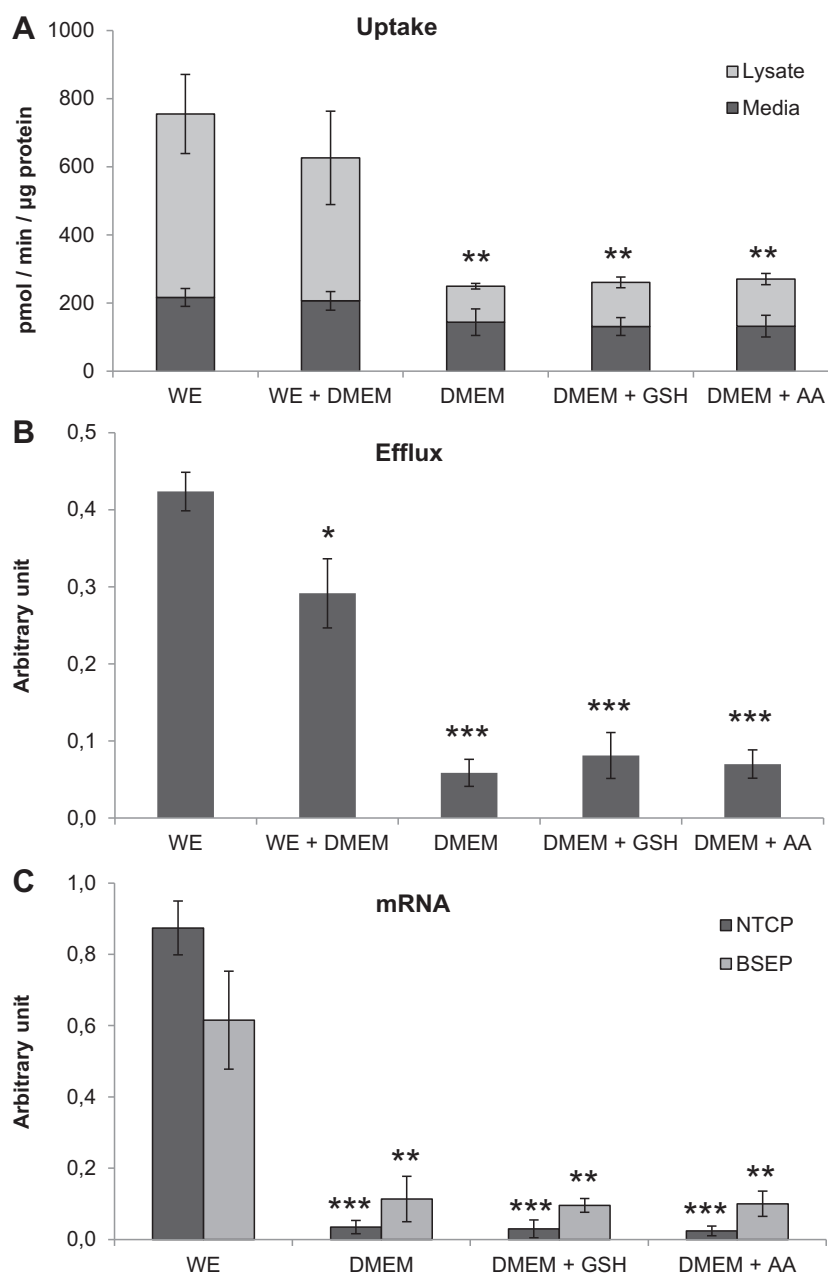 A
Uptake
1000
800
600
400
200
0
pmol / min / µg protein
Lysate
Media
**
**
**
WE
WE + DMEM
DMEM
DMEM + GSH
DMEM + AA
B
Efflux
0,5
0,4
0,3
0,2
0,1
0,0
Arbitrary unit
*
***
***
***
WE
WE + DMEM
DMEM
DMEM + GSH
DMEM + AA
C
mRNA
1,0
0,8
0,6
0,4
0,2
0,0
Arbitrary unit
NTCP
BSEP
***
**
***
**
***
**
WE
DMEM
DMEM + GSH
DMEM + AA